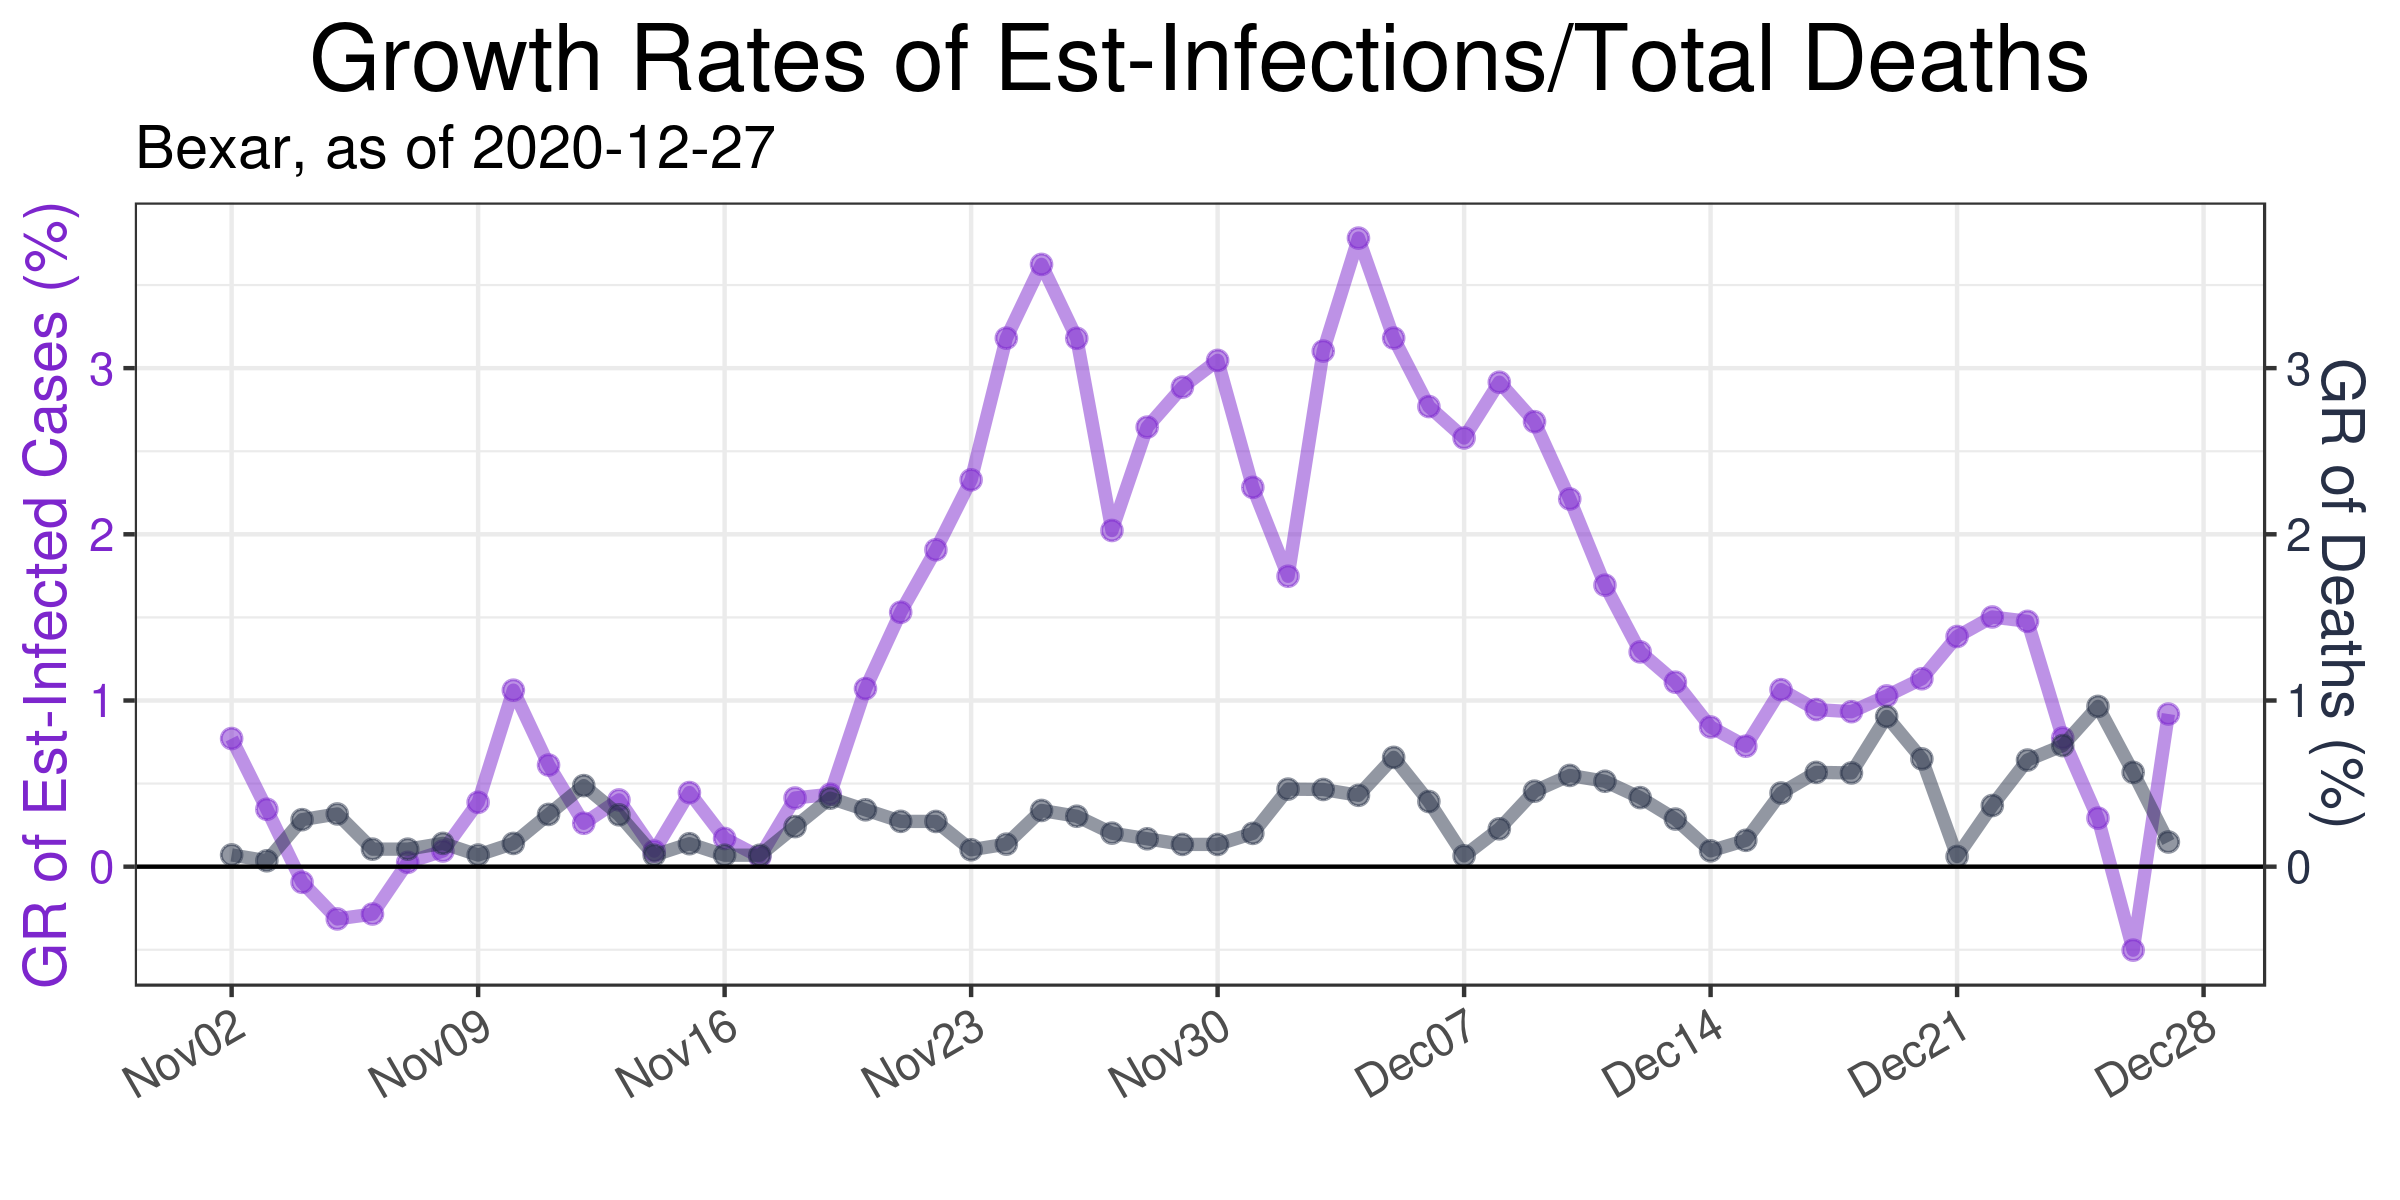 Growth Rates of Est-Infections/Total Deaths
Bexar, as of 2020-12-27
GR of Est-Infected Cases (%)
3
2
1
0
3
2
1
0
GR of Deaths (%)
Nov02
Nov09
Nov16
Nov23
Nov30
Dec07
Dec14
Dec21
Dec28